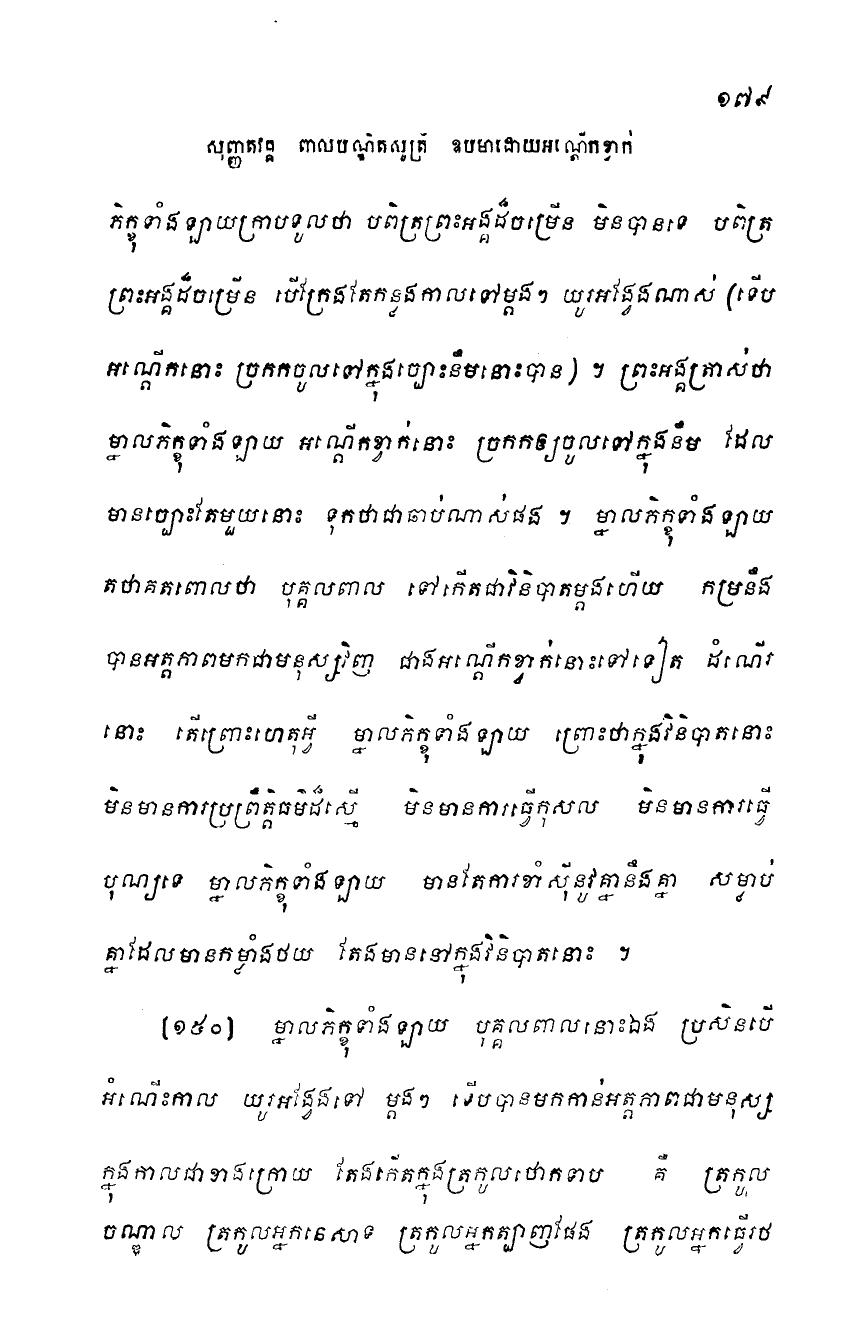 ១៧៩
សុញ្ញតវគ្គ ពាលបណ្ឌិតសូត្រ ឧបមាដោយអណ្តើកខ្វាក់
ភិក្ខុទាំងឡាយក្រាបទូលថា បពិត្រព្រះអង្គដ៏ចម្រើន មិនបានទេ បពិត្រ
ព្រះអង្គដ៏ចម្រើន បើក្រែងតែកន្លងកាលទៅម្តងៗ យូរអង្វែងណាស់ (ទើប
អណ្តើកនោះ ច្រកកចូលទៅក្នុងច្បោះនឹមនោះបាន) ។ ព្រះអង្គត្រាស់ថា
ម្នាលភិក្ខុទាំងឡាយ អណ្តើកខ្វាក់នោះ ច្រកកឲ្យចូលទៅក្នុងនឹម ដែល
មានច្បោះតែមួយនោះ ទុកថាជាឆាប់ណាស់ផង ។ ម្នាលភិក្ខុទាំងឡាយ
តថាគតពោលថា បុគ្គលពាល ទៅកើតជាវិនិបាតម្តងហើយ កម្រនឹង
បានអត្តភាពមកជាមនុស្សវិញ ជាងអណ្តើកខ្វាក់នោះទៅទៀត ដំណើរ
នោះ តើព្រោះហេតុអ្វី ម្នាលភិក្ខុទាំងឡាយ ព្រោះថាក្នុងវិនិបាតនោះ
មិនមានការប្រព្រឹត្តិធម៌ដ៏ស្មើ មិនមានការធ្វើកុសល មិនមានការធ្វើ
បុណ្យទេ ម្នាលភិក្ខុទាំងឡាយ មានតែការខាំស៊ីនូវគ្នានឹងគ្នា សម្លាប់
គ្នាដែលមានកម្លាំងថយ តែងមាននៅក្នុងវិនិបាតនោះ ។
(១៥០) ម្នាលភិក្ខុទាំងឡាយ បុគ្គលពាលនោះឯង ប្រសិនបើ
អំណើះកាល យូរអង្វែងទៅ ម្តងៗ ទើបបានមកកាន់អត្តភាពជាមនុស្ស
ក្នុងកាលជាខាងក្រោយ តែងកើតក្នុងត្រកូលថោកទាប គឺ ត្រកូល
ចណ្ឌាល ត្រកូលអ្នកនេសាទ ត្រកូលអ្នកត្បាញផែង ត្រកូលអ្នកធ្វើរថ